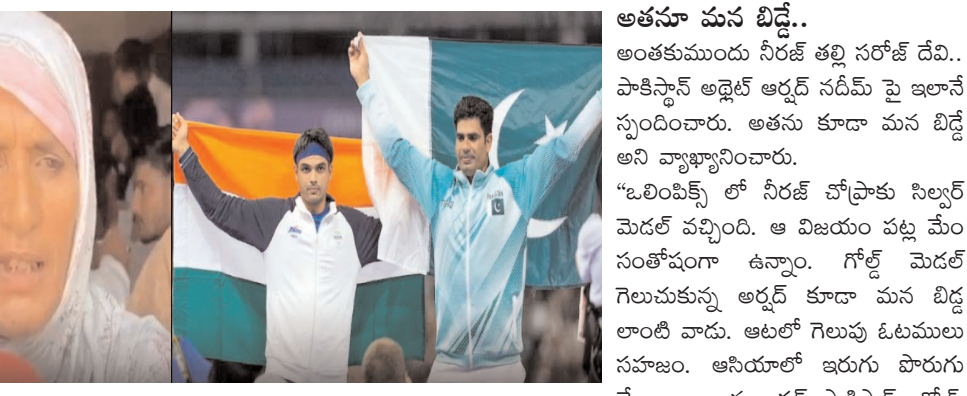 అతనూ మన బిడ్డే..
అంతకుముందు నీరజ్ తల్లి సరోజ్ దేవి..
పాకిస్థాన్ అథ్లెట్ ఆర్షద్ నదీమ్ పై ఇలానే
స్పందించారు. అతను కూడా మన బిడ్డే
అని వ్యాఖ్యానించారు.
“ఒలింపిక్స్ లో నీరజ్ చోప్రాకు సిల్వర్
మెడల్ వచ్చింది. ఆ విజయం పట్ల మేం
సంతోషంగా ఉన్నాం. గోల్డ్ మెడల్
గెలుచుకున్న అర్షద్ కూడా మన బిడ్డ
లాంటి వాడు. ఆటలో గెలుపు ఓటములు
సహజం. ఆసియాలో ఇరుగు పొరుగు